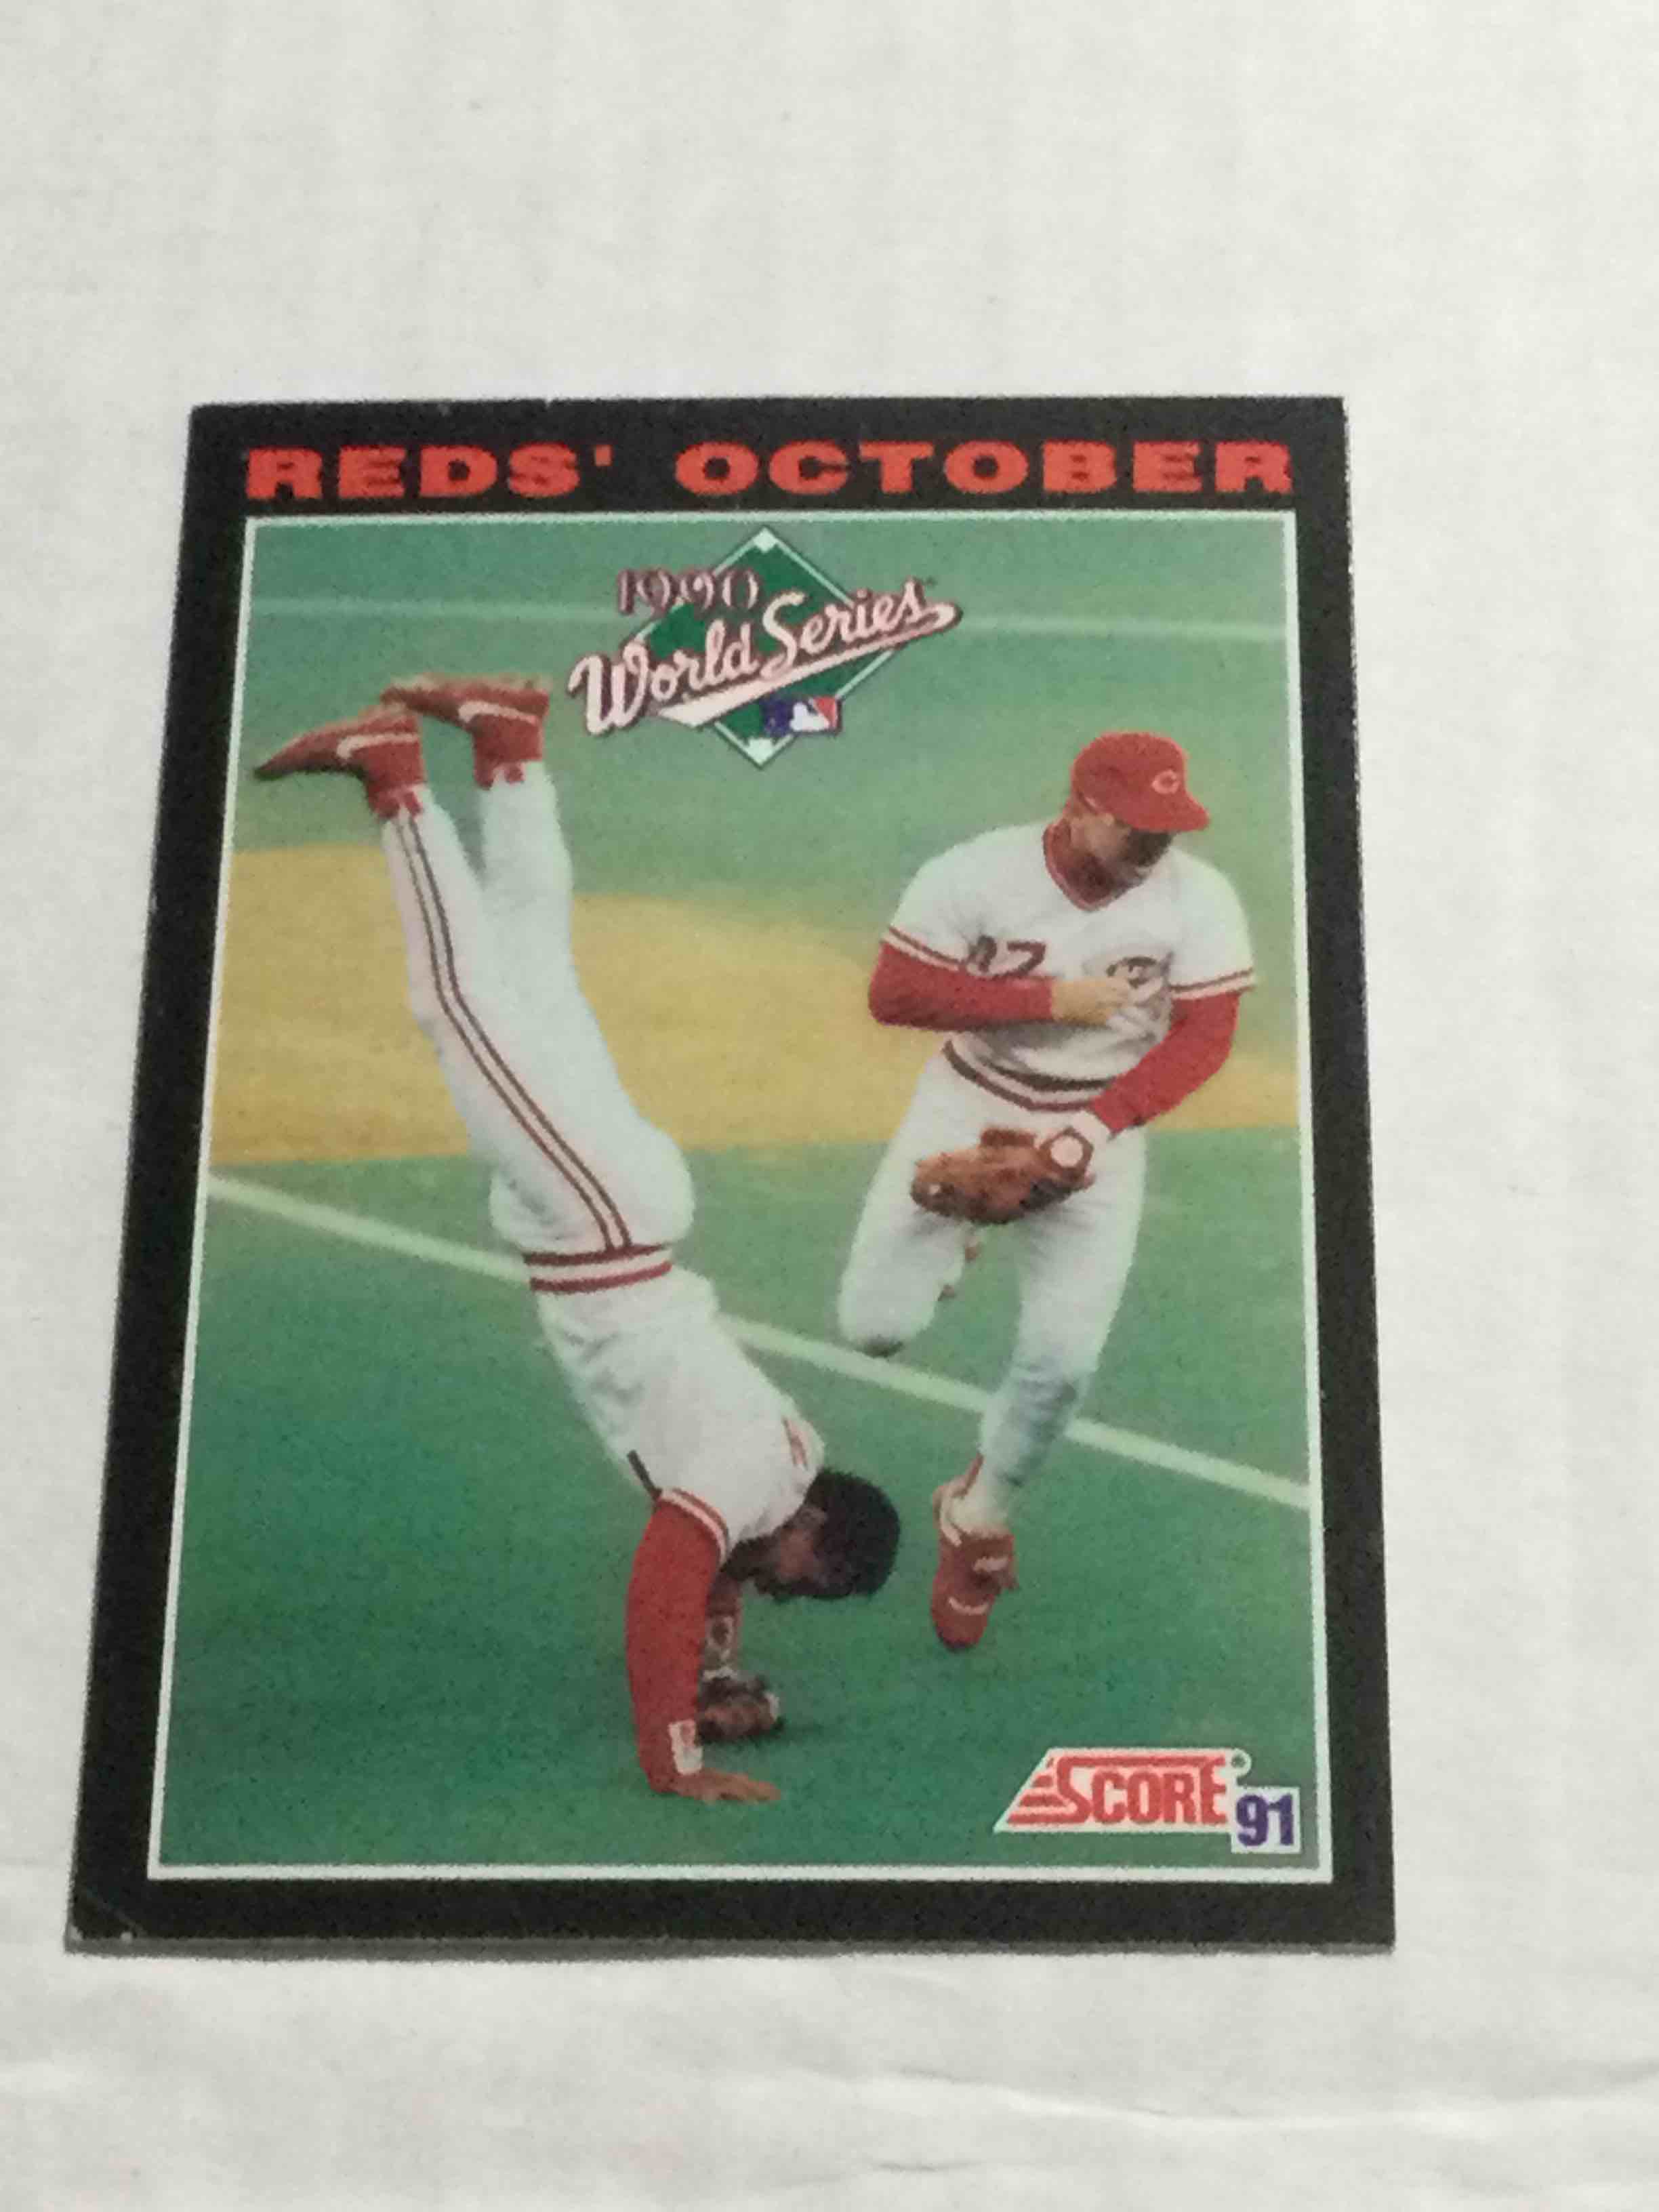 REDS' OCTOBER
1990
World Series
C
SCORE
91